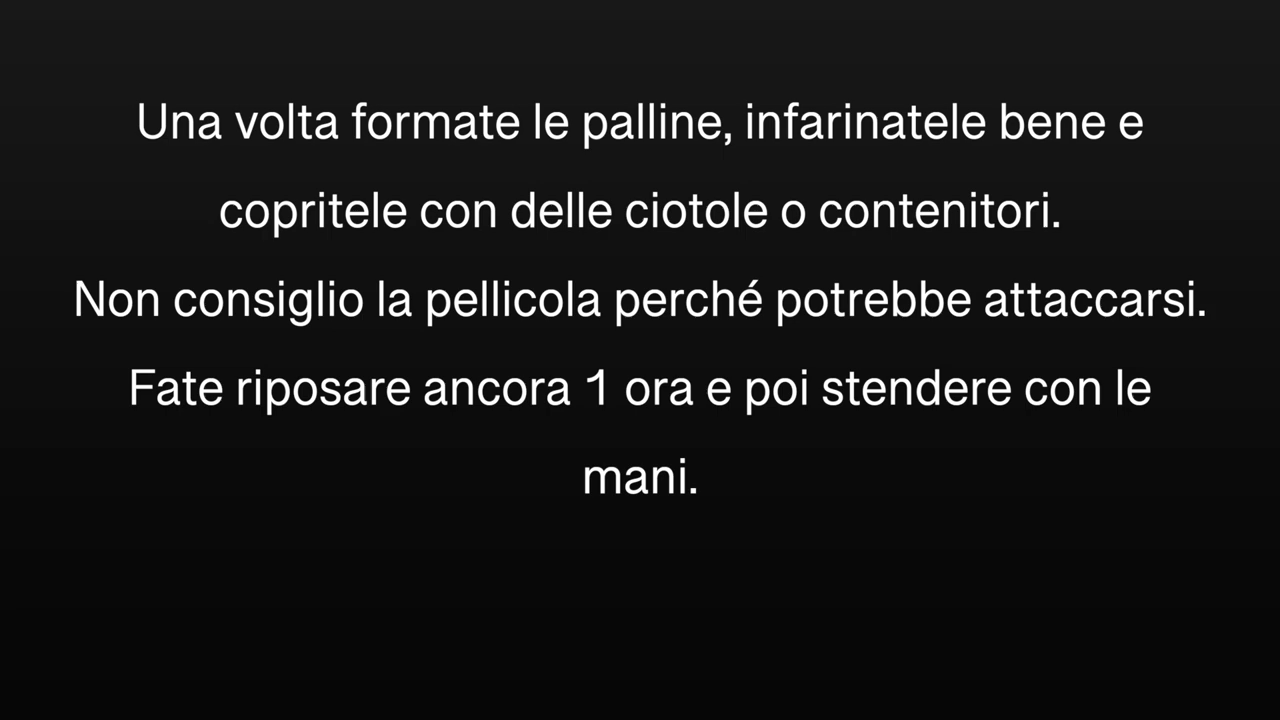 Una volta formate le palline, infarinatele bene e
copritele con delle ciotole o contenitori.
Non consiglio la pellicola perché potrebbe attaccarsi.
Fate riposare ancora 1 ora e poi stendere con le
mani.